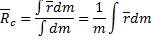 R̅_c = ∫ r̅dm / ∫ dm = 1/m ∫ r̅dm